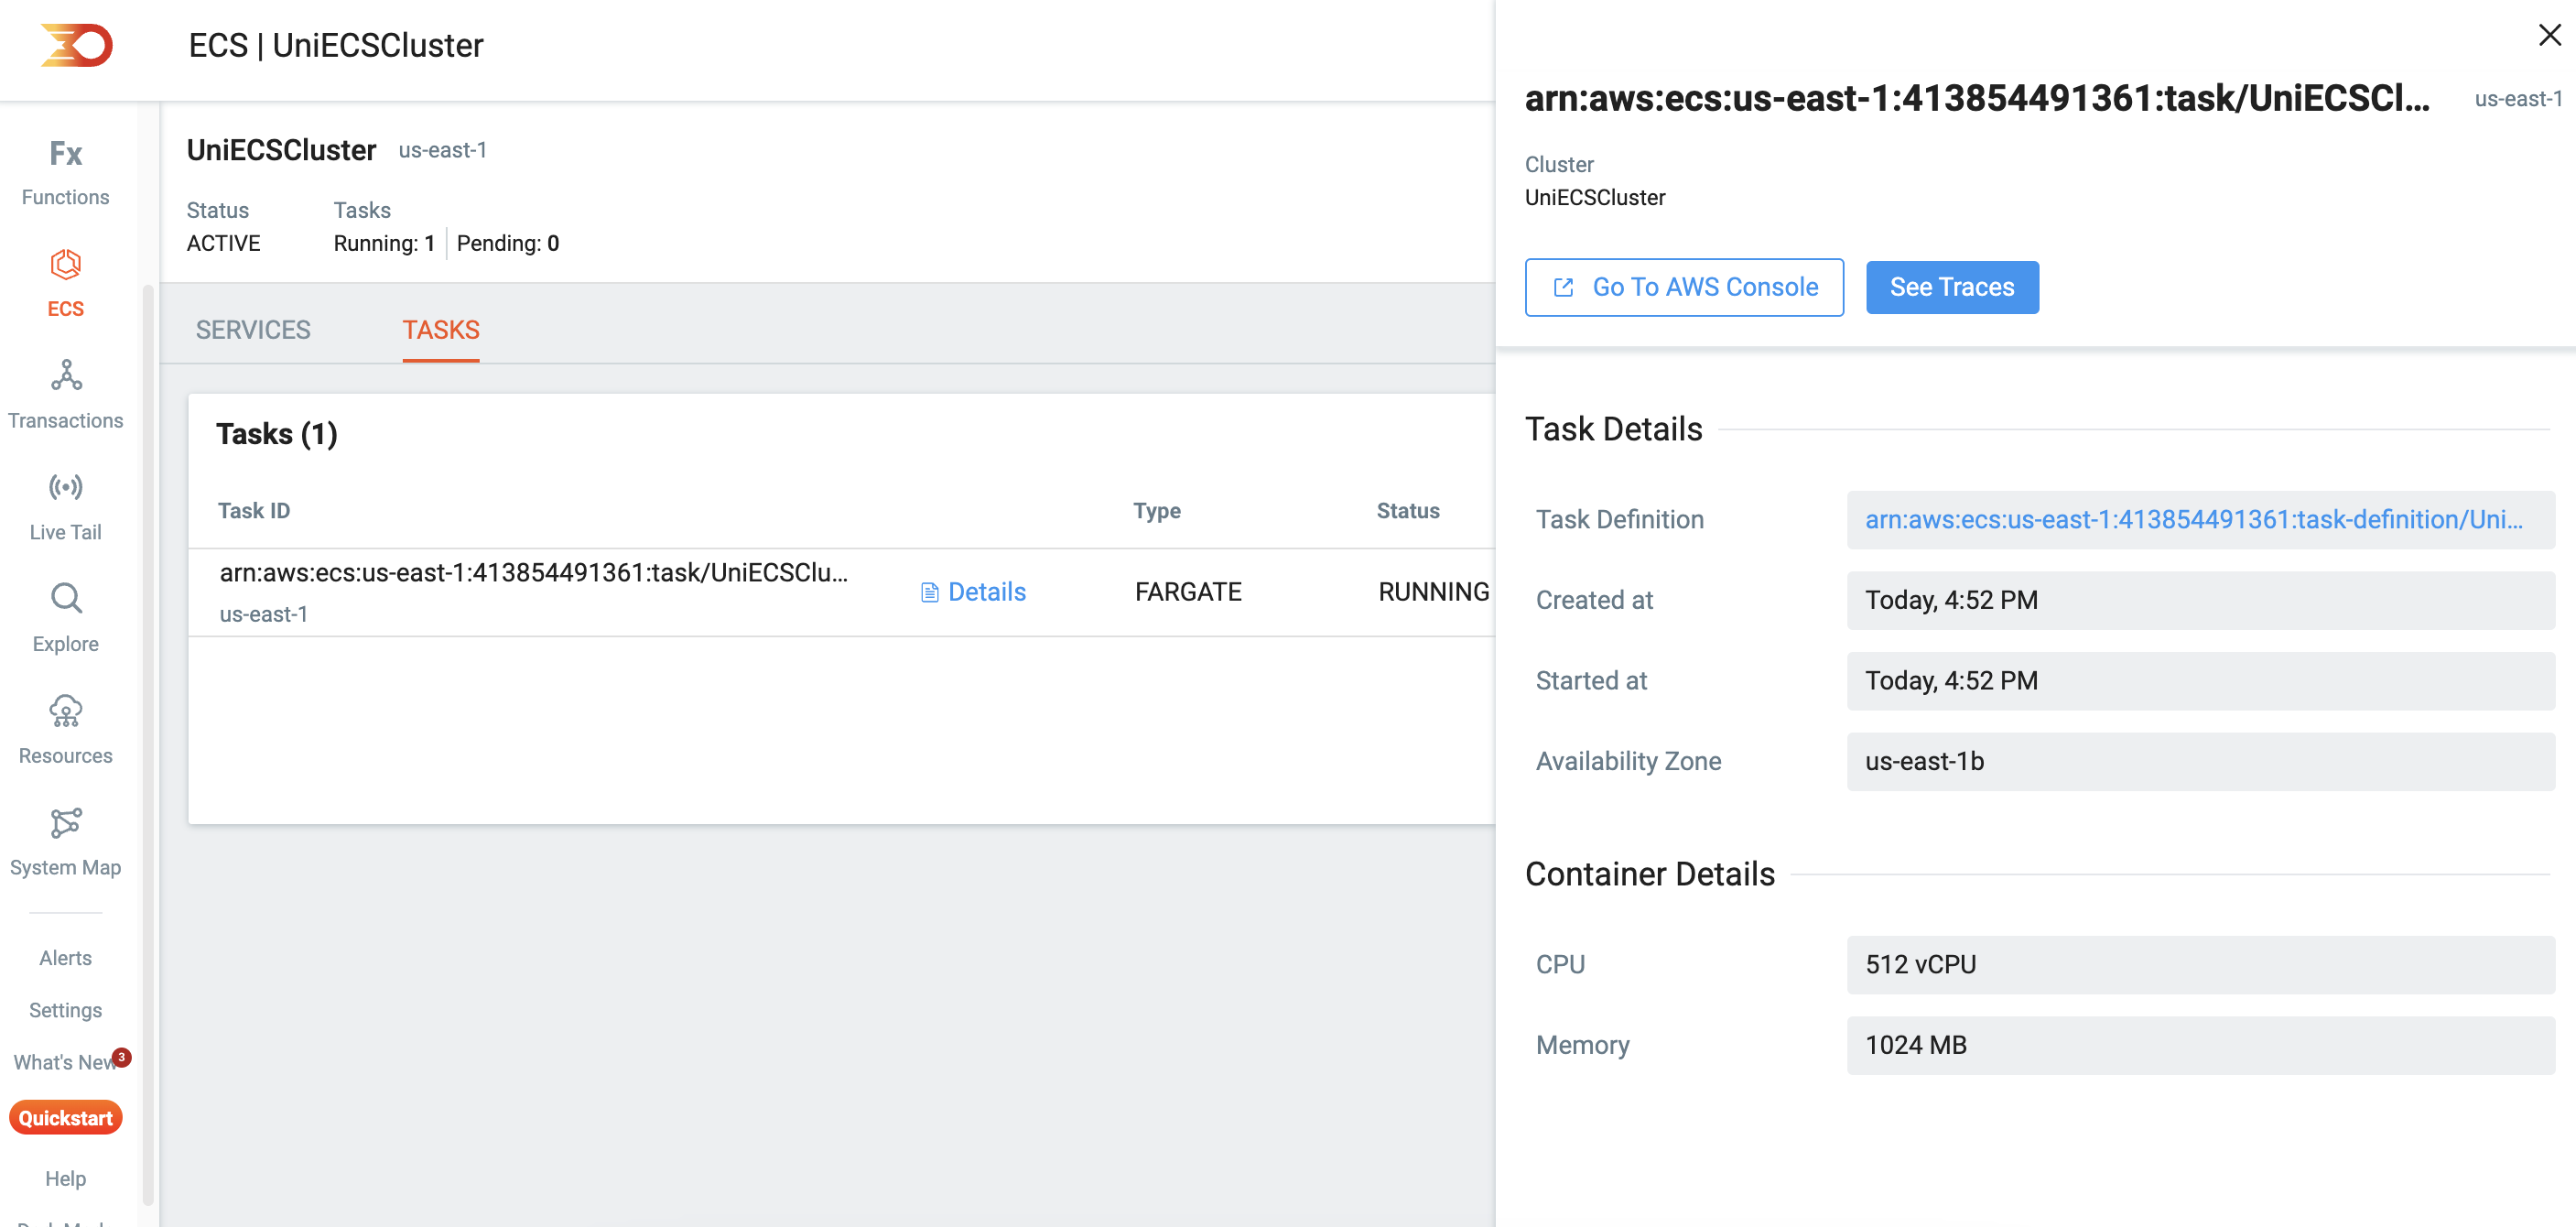 ECS | UniECSCluster
Fx
Functions
ECS
Transactions
Live Tail
Explore
Resources
System Map
Alerts
Settings
What's New
3
Quickstart
Help
UniECSCluster us-east-1
Status Tasks
ACTIVE Running: 1 Pending: 0
SERVICES TASKS
Tasks (1)
Task ID Type Status
arn:aws:ecs:us-east-1:413854491361:task/UniECSClu...
us-east-1
Details FARGATE RUNNING
arn:aws:ecs:us-east-1:413854491361:task/UniECSCl... us-east-1
Cluster
UniECSCluster
Go To AWS Console See Traces
Task Details
Task Definition arn:aws:ecs:us-east-1:413854491361:task-definition/Uni...
Created at Today, 4:52 PM
Started at Today, 4:52 PM
Availability Zone us-east-1b
Container Details
CPU 512 vCPU
Memory 1024 MB